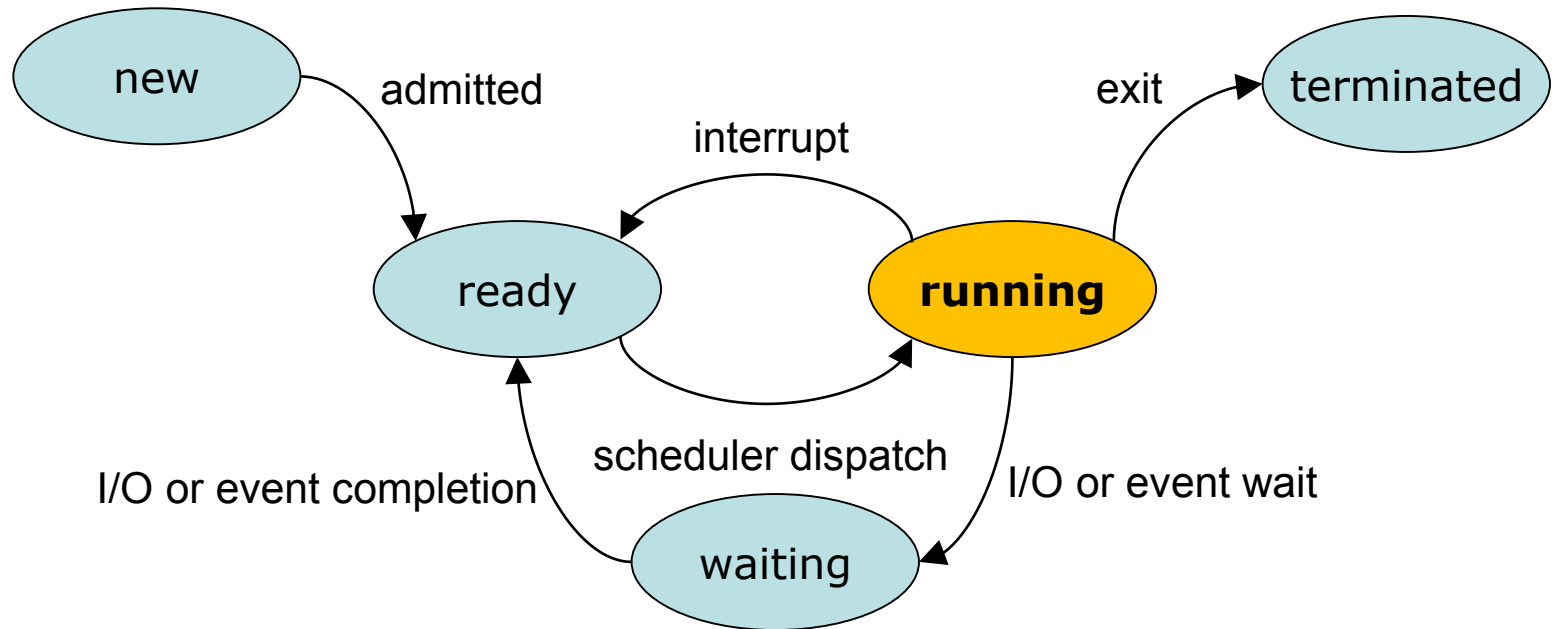 new
admitted
exit
terminated
interrupt
ready
running
scheduler dispatch
I/O or event completion
I/O or event wait
waiting